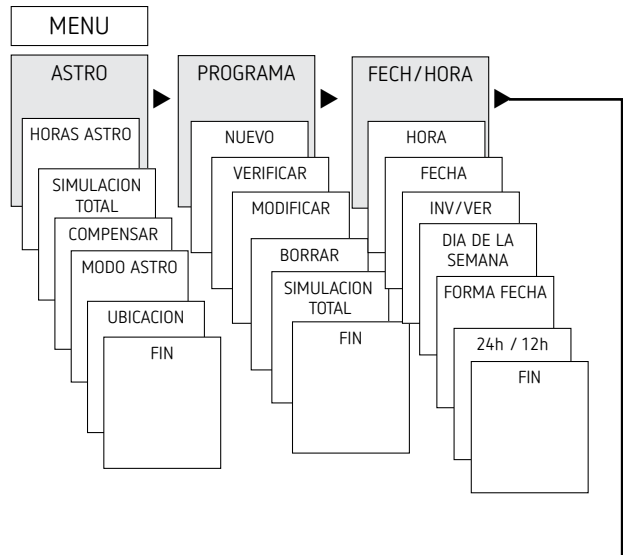 MENU
ASTRO
HORAS ASTRO
SIMULACION
TOTAL
COMPENSAR
MODO ASTRO
UBICACION
FIN
PROGRAMA
NUEVO
VERIFICAR
MODIFICAR
BORRAR
SIMULACION
TOTAL
FIN
FECH/HORA
HORA
FECHA
INV/VER
DIA DE LA
SEMANA
FORMA FECHA
24h / 12h
FIN